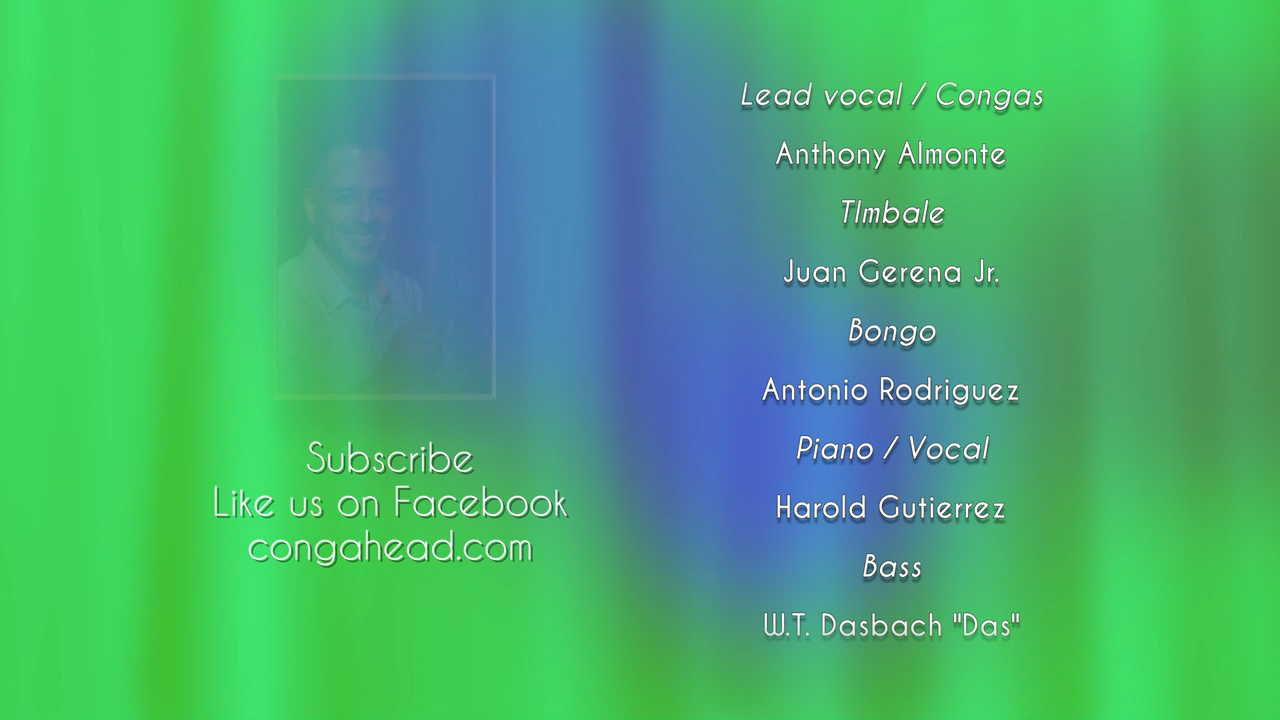 Subscribe
Like us on Facebook
congahead.com
Lead vocal / Congas
Anthony Almonte
TImbale
Juan Gerena Jr.
Bongo
Antonio Rodriguez
Piano / Vocal
Harold Gutierrez
Bass
W.T. Dasbach "Das"